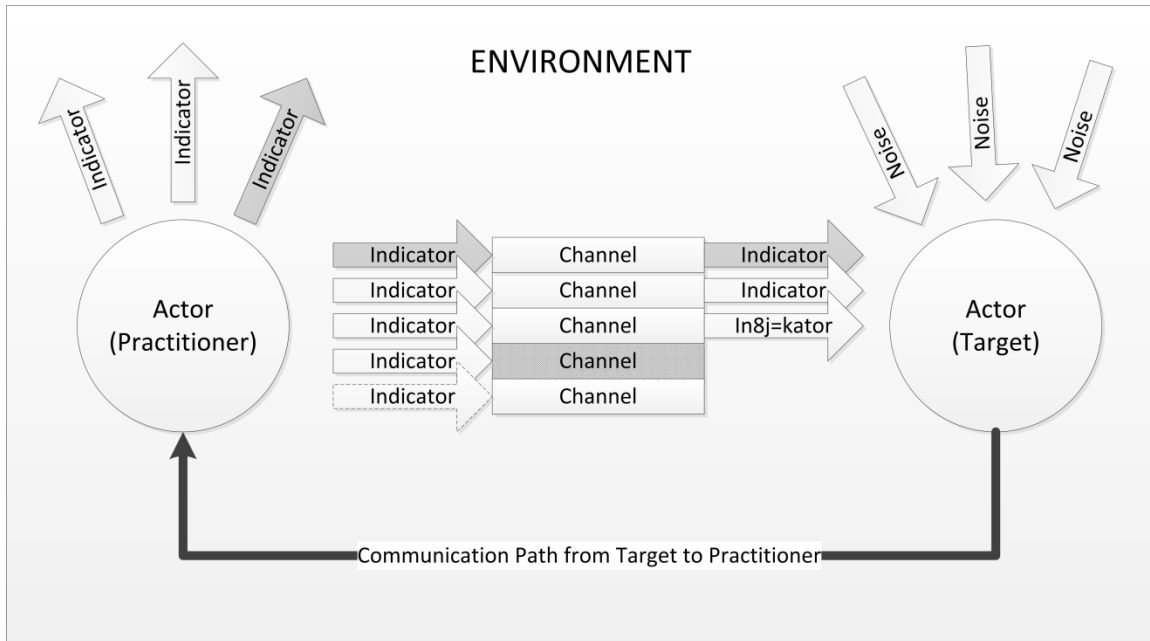 ENVIRONMENT
Indicator
Indicator
Indicator
Noise
Noise
Noise
Indicator
Channel
Indicator
Indicator
Channel
Indicator
Indicator
Channel
In8j=kator
Indicator
Channel
Indicator
Channel
Actor
(Practitioner)
Actor
(Target)
Communication Path from Target to Practitioner